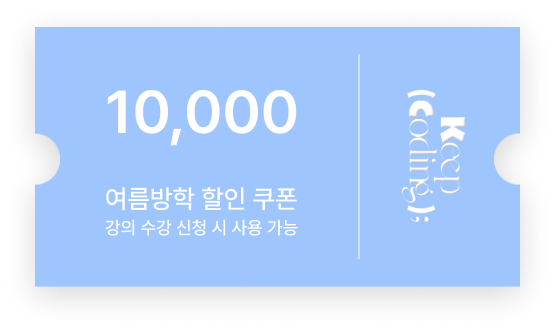 10,000
여름방학 할인 쿠폰
강의 수강 신청 시 사용 가능
Keep
(Coding);